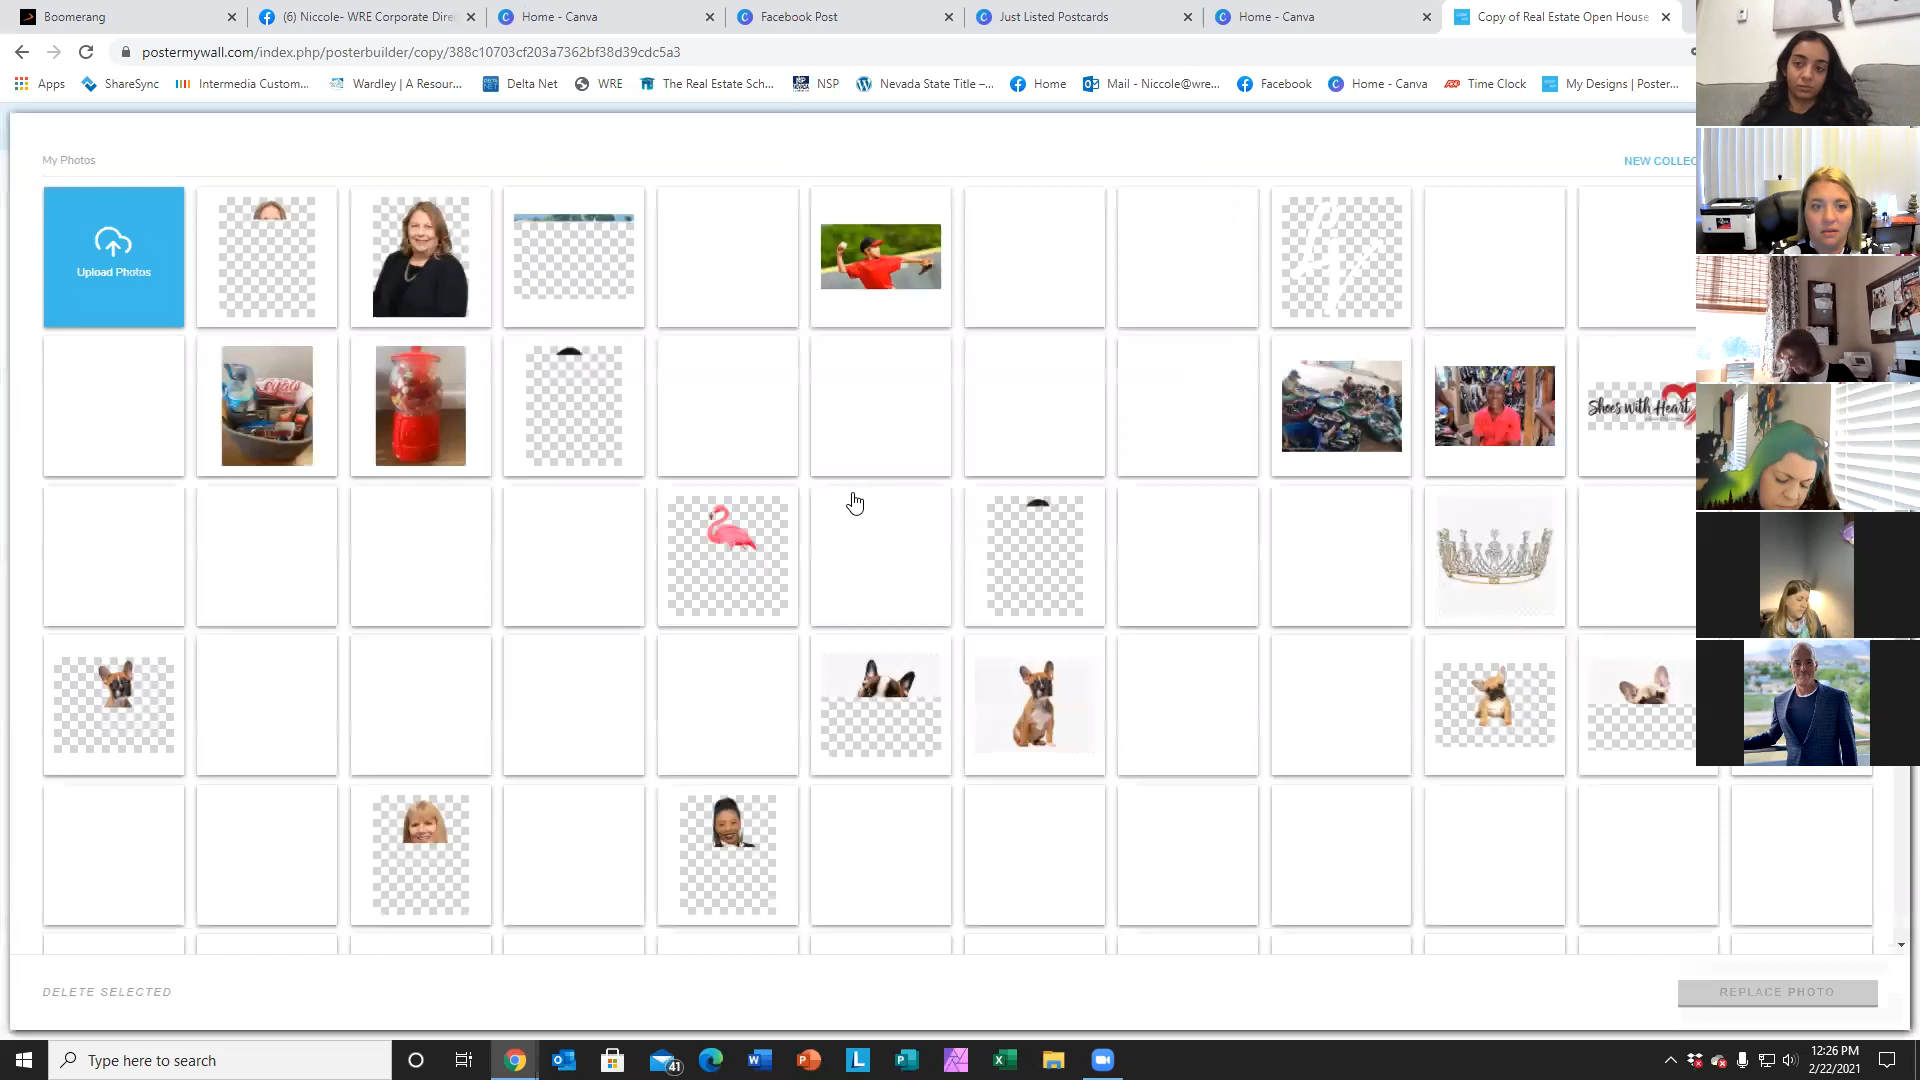 Boomerang
(6) Niccole- WRE Corporate Dire
Home - Canva
Facebook Post
Just Listed Postcards
Home - Canva
Copy of Real Estate Open House
postermywall.com/index.php/posterbuilder/copy/388c10703cf203a7362bf38d39cdc5a3
Apps
ShareSync
Intermedia Custom...
Wardley | A Resour...
Delta Net
WRE
The Real Estate Sch...
NSP
Nevada State Title –...
Home
Mail - Niccole@wre...
Facebook
Home - Canva
Time Clock
My Designs | Poster...
My Photos
NEW COLLEC
Upload Photos
Shoes with Heart
DELETE SELECTED
REPLACE PHOTO
Type here to search
41
12:26 PM
2/22/2021